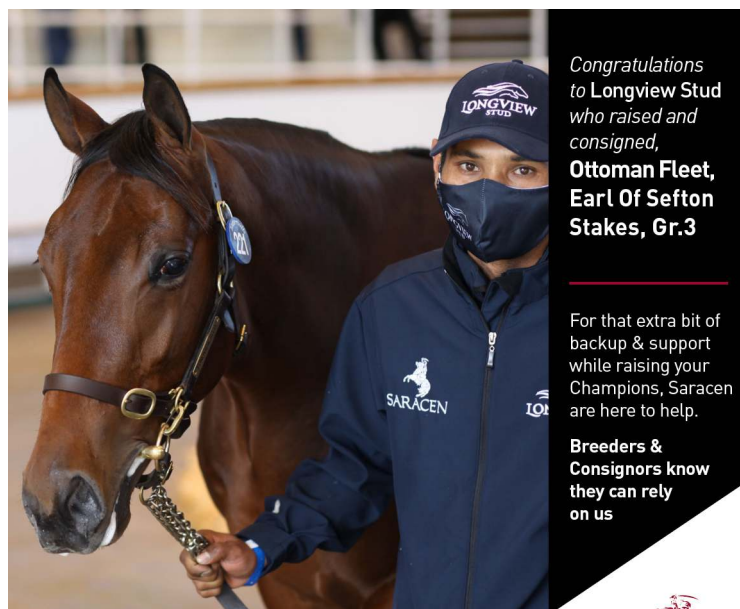 Congratulations
to Longview Stud
who raised and
consigned,
Ottoman Fleet,
Earl Of Sefton
Stakes, Gr.3
For that extra bit of
backup & support
while raising your
Champions, Saracen
are here to help.
Breeders &
Consignors know
they can rely
on us
LONGVIEW
STUD
221
SARACEN